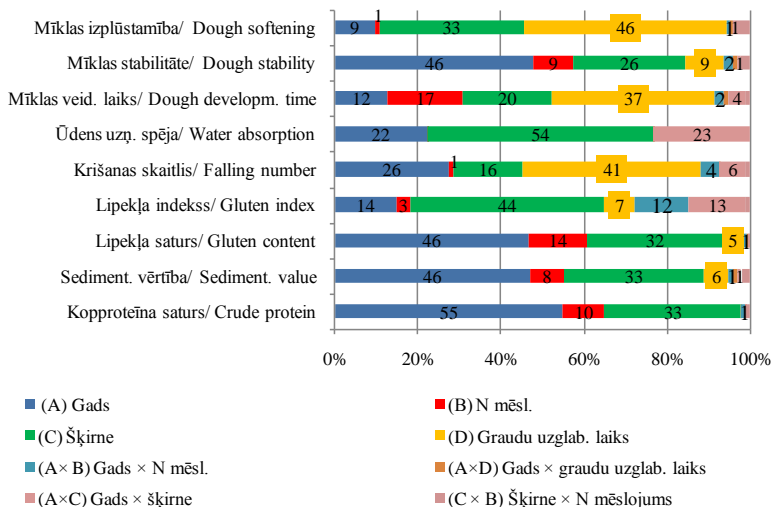 Mīklas izplūstamība/ Dough softening 9 1 33 46 1 1
Mīklas stabilitāte/ Dough stability 46 9 26 9 2 1
Mīklas veid. laiks/ Dough developm. time 12 17 20 37 2 4
Ūdens uzņ. spēja/ Water absorption 22 54 23
Krišanas skaitlis/ Falling number 26 1 16 41 4 6
Lipekļa indekss/ Gluten index 14 3 44 7 12 13
Lipekļa saturs/ Gluten content 46 14 32 5 1
Sediment. vērtība/ Sediment. value 46 8 33 6 1 1
Kopproteīna saturs/ Crude protein 55 10 33 1
0% 20% 40% 60% 80% 100%
(A) Gads (B) N mēsl.
(C) Šķirne (D) Graudu uzglab. laiks
(A× B) Gads × N mēsl. (A×D) Gads × graudu uzglab. laiks
(A×C) Gads × šķirne (C × B) Šķirne × N mēslojums